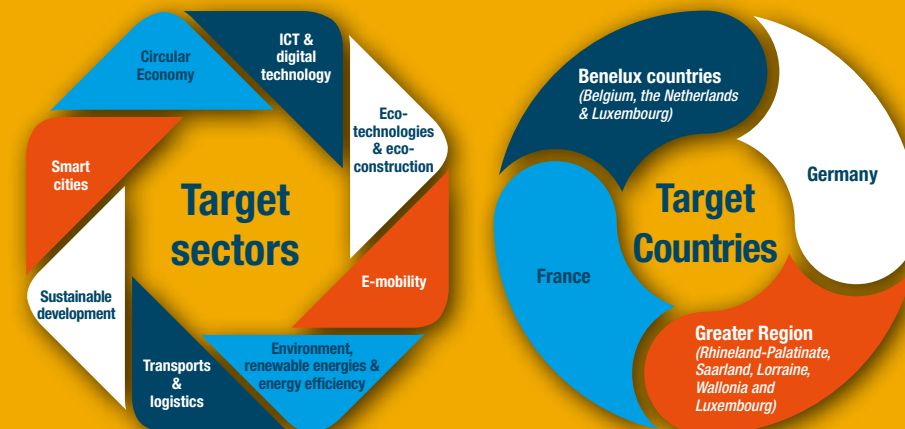 Circular
Economy
ICT &
digital
technology
Eco-
technologies
& eco-
construction
E-mobility
Environment,
renewable energies &
energy efficiency
Transports
&
logistics
Sustainable
development
Smart
cities
Target
sectors
Benelux countries
(Belgium, the Netherlands
& Luxembourg)
Germany
Greater Region
(Rhineland-Palatinate,
Saarland, Lorraine,
Wallonia and
Luxembourg)
France
Target
Countries